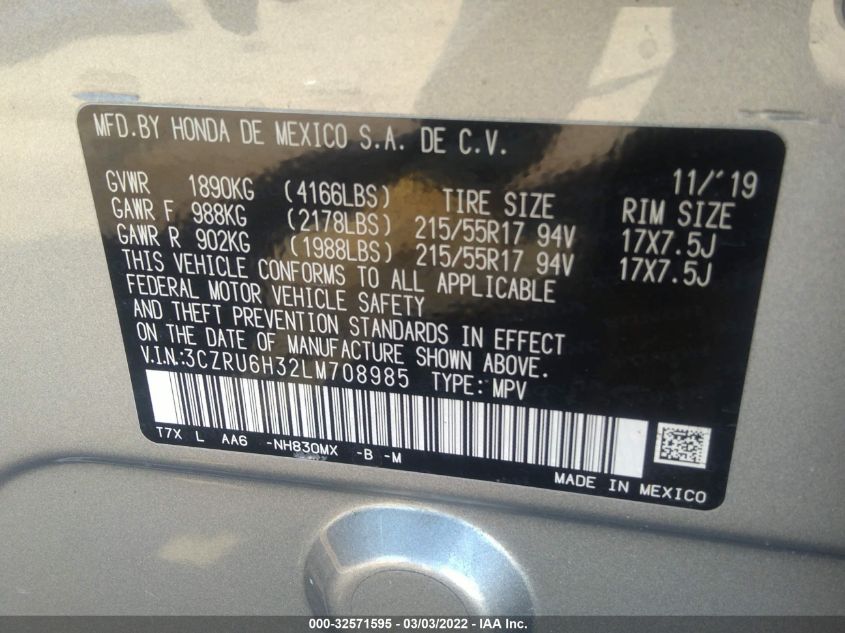 MFD.BY HONDA DE MEXICO S.A. DE C.V.
11/'19
GVWR 1890KG (4166LBS) TIRE SIZE RIM SIZE
GAWR F 988KG (2178LBS) 215/55R17 94V 17X7.5J
GAWR R 902KG (1988LBS) 215/55R17 94V 17X7.5J
THIS VEHICLE CONFORMS TO ALL APPLICABLE
FEDERAL MOTOR VEHICLE SAFETY
AND THEFT PREVENTION STANDARDS IN EFFECT
ON THE DATE OF MANUFACTURE SHOWN ABOVE.
V.I.N:3CZRU6H32LM708985 TYPE: MPV
T7X L AA6 -NH830MX -B -M
MADE IN MEXICO
000-32571595 - 03/03/2022 - IAA Inc.